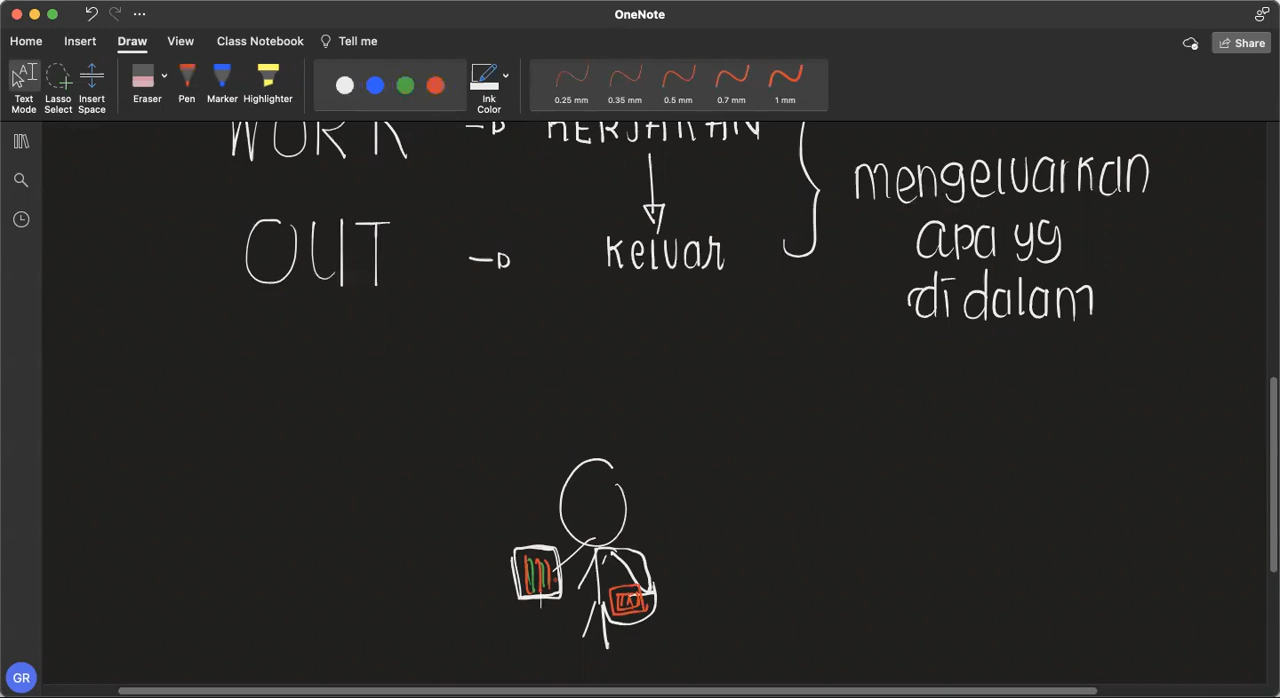 OneNote
Home Insert Draw View Class Notebook Tell me
Share
Text Mode
Lasso Select
Insert Space
Eraser
Pen
Marker
Highlighter
Ink Color
0.25 mm
0.35 mm
0.5 mm
0.7 mm
1 mm
WORK KERJAKAN
OUT keluar
mengeluarkan
apa yg
didalam
GR